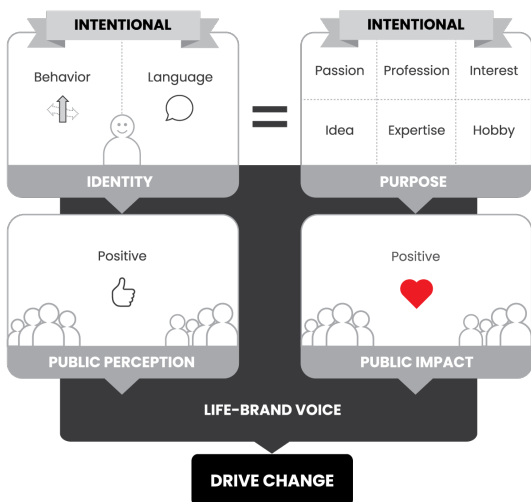 INTENTIONAL
Behavior
Language
IDENTITY
=
INTENTIONAL
Passion
Profession
Interest
Idea
Expertise
Hobby
PURPOSE
Positive
PUBLIC PERCEPTION
Positive
PUBLIC IMPACT
LIFE-BRAND VOICE
DRIVE CHANGE